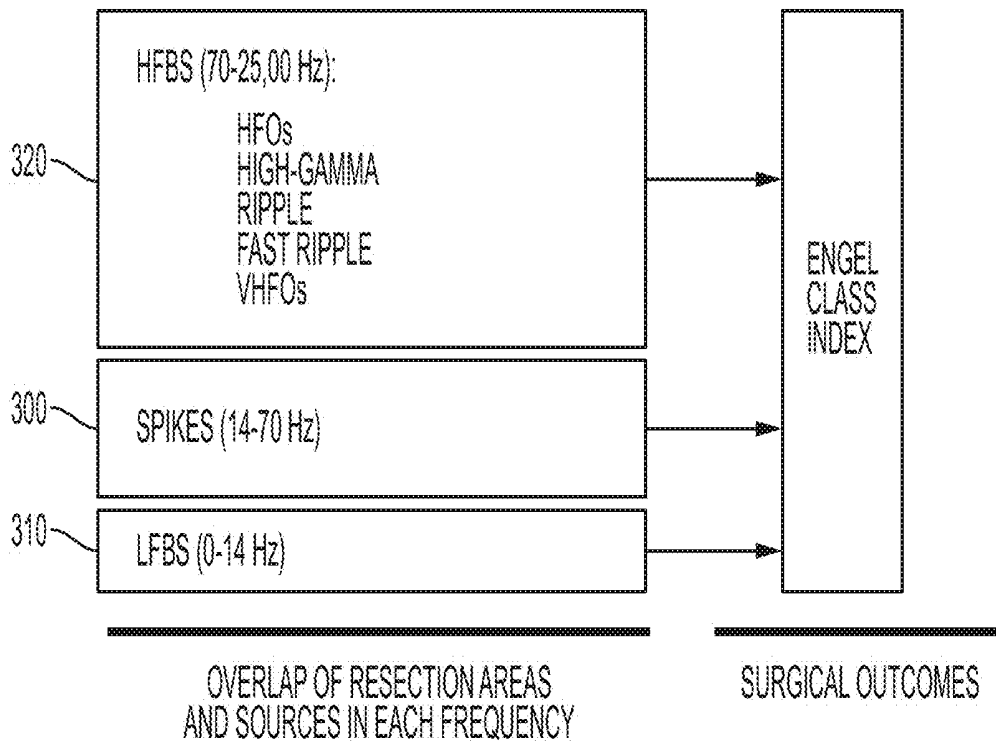 HFBS (70-25,00 Hz):
HFOs
HIGH-GAMMA
RIPPLE
FAST RIPPLE
VHFOs
320
SPIKES (14-70 Hz)
300
LFBS (0-14 Hz)
310
ENGEL
CLASS
INDEX
OVERLAP OF RESECTION AREAS
AND SOURCES IN EACH FREQUENCY
SURGICAL OUTCOMES